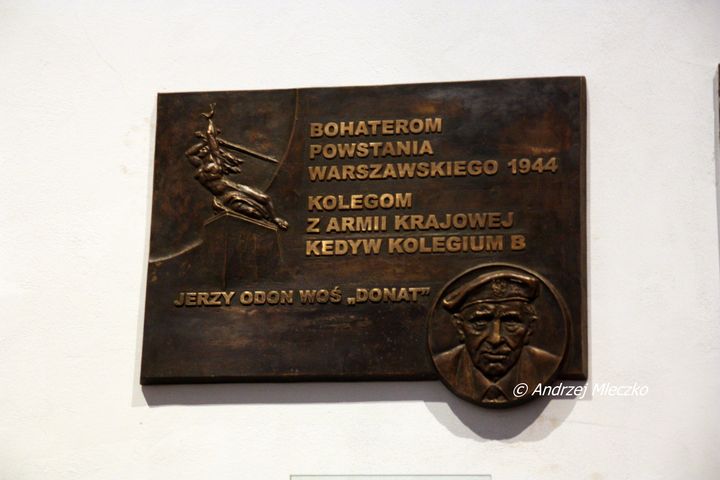 BOHATEROM
POWSTANIA
WARSZAWSKIEGO 1944
KOLEGOM
Z ARMII KRAJOWEJ
KEDYW KOLEGIUM B
JERZY ODON WOŚ „DONAT”
© Andrzej Mleczko